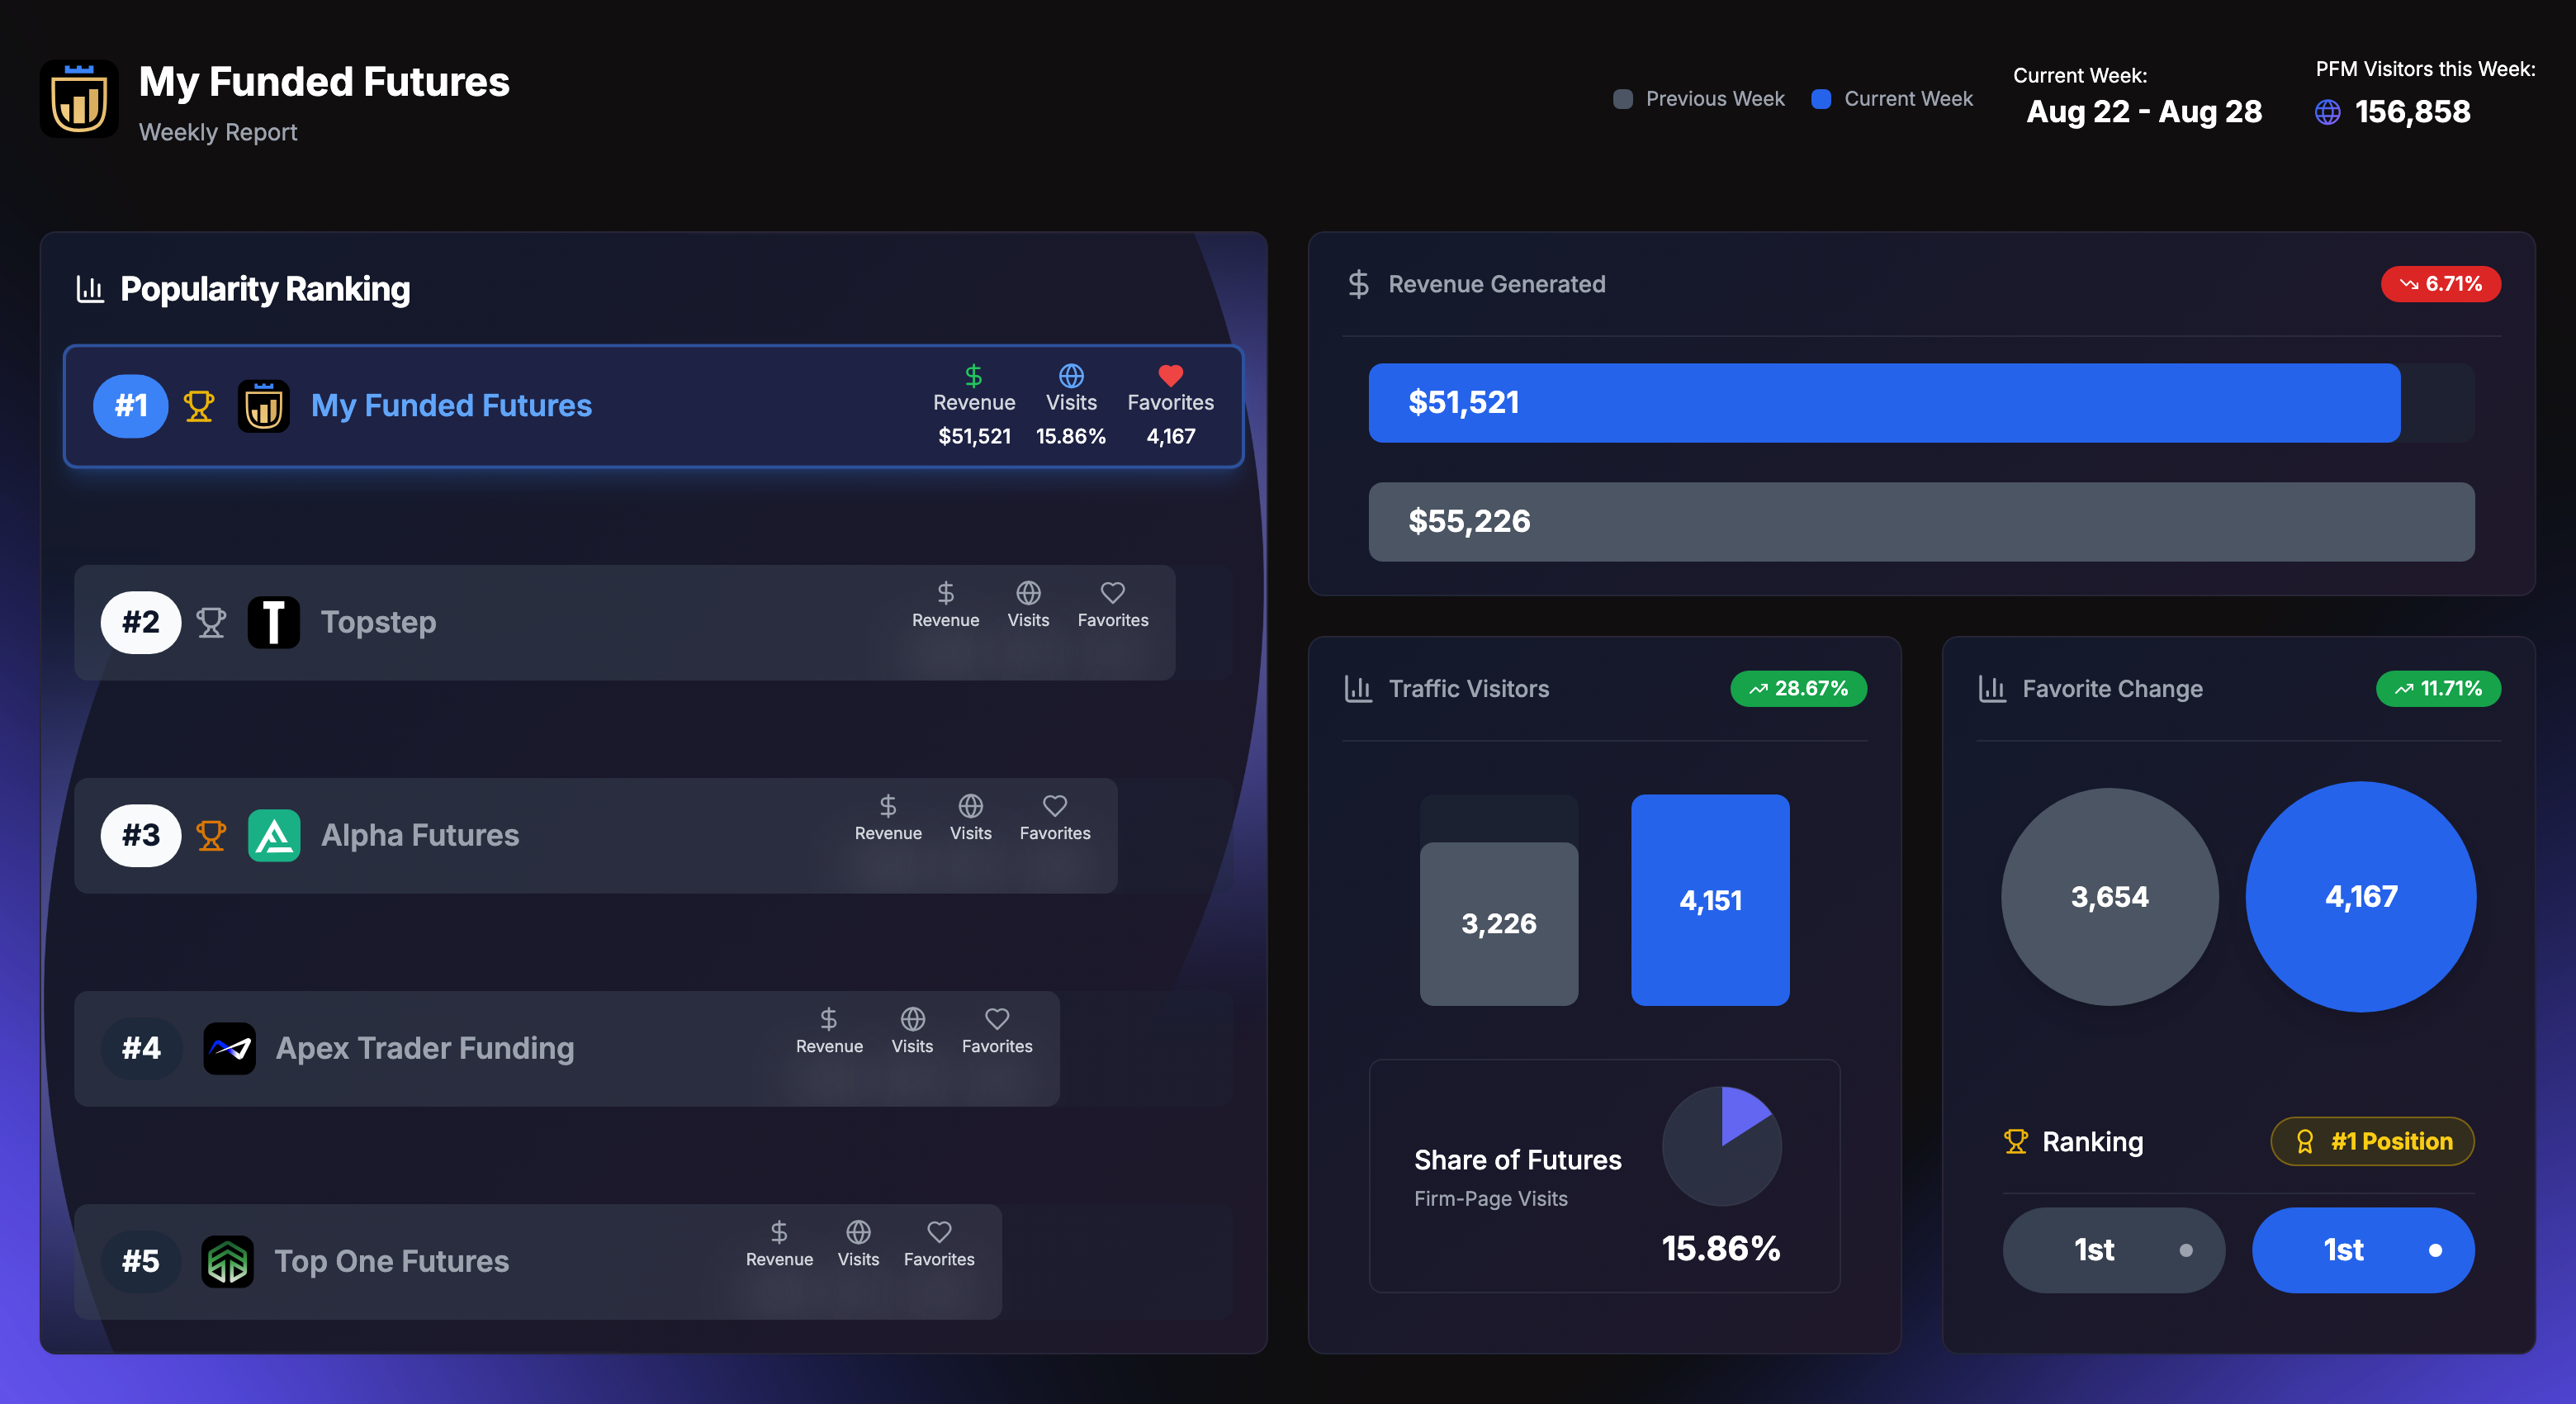 My Funded Futures
Weekly Report
Previous Week
Current Week
Current Week:
Aug 22 - Aug 28
PFM Visitors this Week:
156,858
Popularity Ranking
#1
My Funded Futures
Revenue
$51,521
Visits
15.86%
Favorites
4,167
#2
T
Topstep
Revenue
Visits
Favorites
#3
Alpha Futures
Revenue
Visits
Favorites
#4
Apex Trader Funding
Revenue
Visits
Favorites
#5
Top One Futures
Revenue
Visits
Favorites
$ Revenue Generated
6.71%
$51,521
$55,226
Traffic Visitors
28.67%
3,226
4,151
Share of Futures
Firm-Page Visits
15.86%
Favorite Change
11.71%
3,654
4,167
Ranking
#1 Position
1st
1st